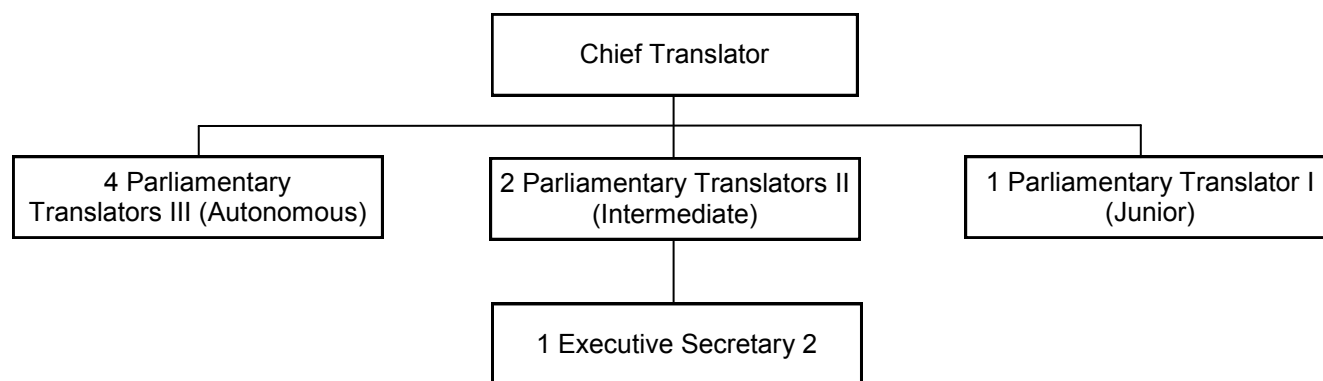 Chief Translator
4 Parliamentary
Translators III (Autonomous)
2 Parliamentary Translators II
(Intermediate)
1 Parliamentary Translator I
(Junior)
1 Executive Secretary 2